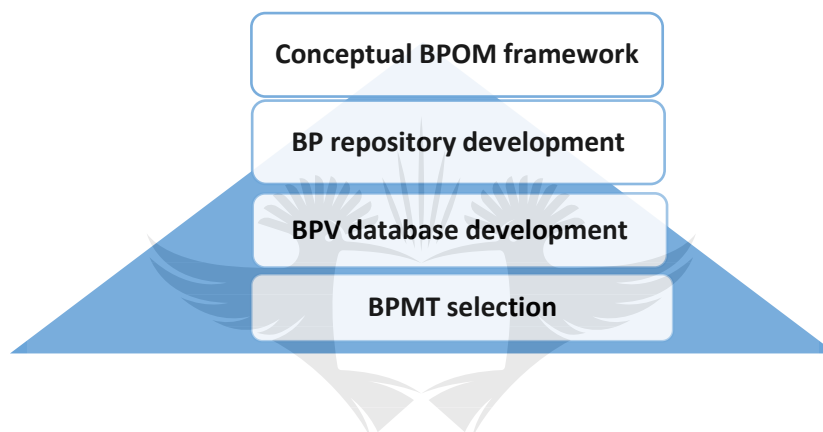 Conceptual BPOM framework
BP repository development
BPV database development
BPMT selection